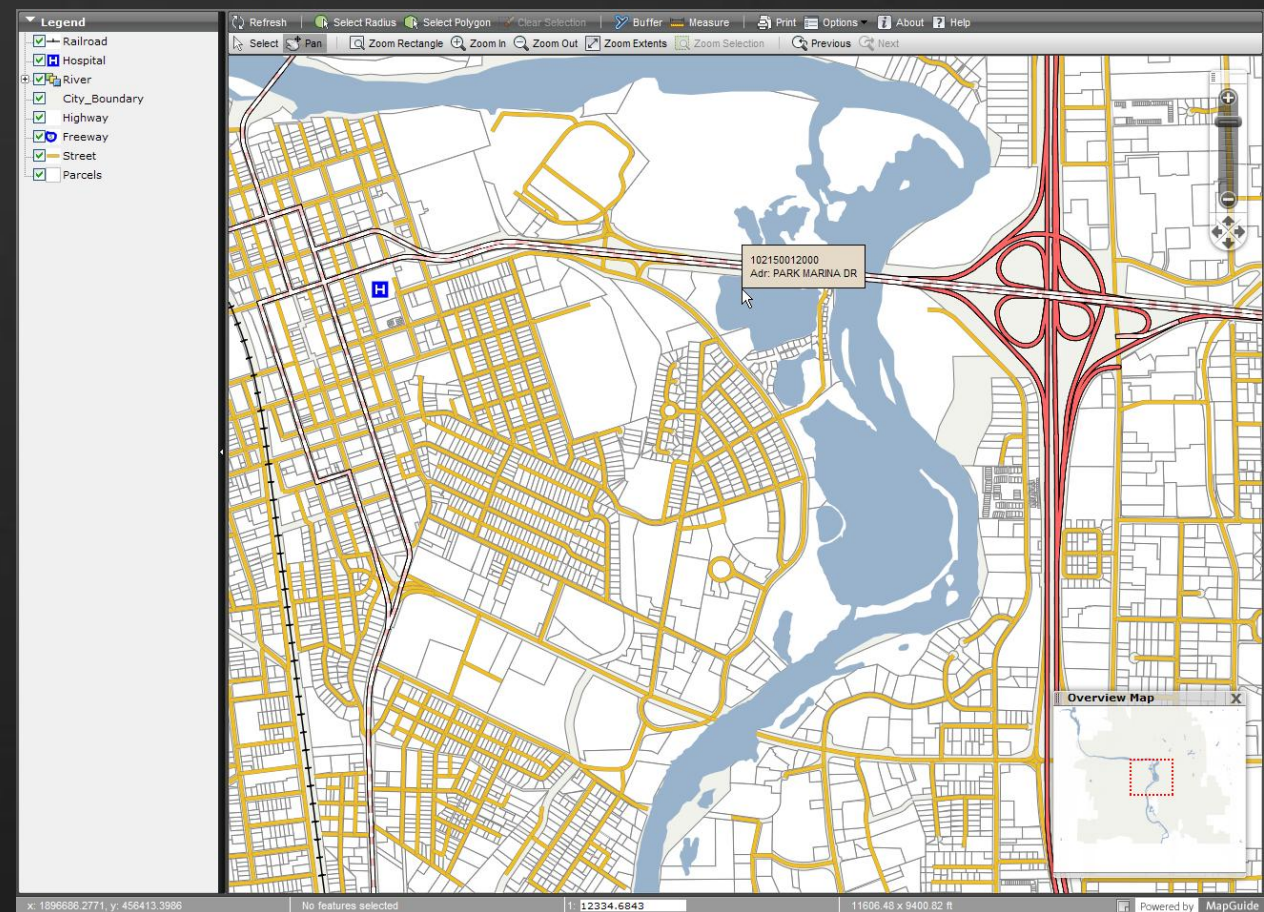 Legend
Railroad
H Hospital
River
City_Boundary
Highway
Freeway
Street
Parcels
Refresh Select Radius Select Polygon Clear Selection Buffer Measure Print Options i About ? Help
Select Pan Zoom Rectangle Zoom In Zoom Out Zoom Extents Zoom Selection Previous Next
102150012000
Adr: PARK MARINA DR
H
Overview Map X
x: 1896686.2771, y: 456413.3986 No features selected 1: 12334.6843 11606.48 x 9400.82 ft Powered by MapGuide